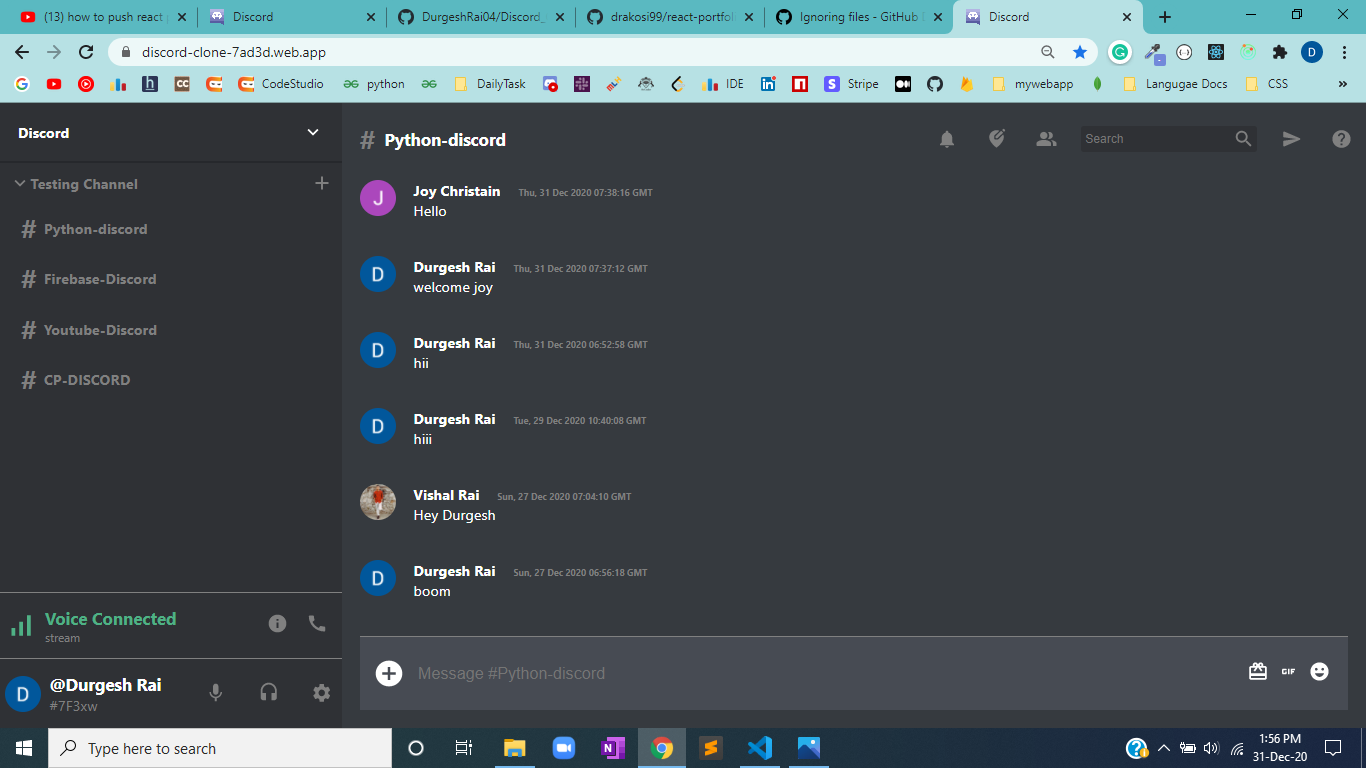 (13) how to push react p
Discord
DurgeshRai04/Discord_
drakosi99/react-portfoli
Ignoring files - GitHub D
Discord
discord-clone-7ad3d.web.app
CodeStudio
python
DailyTask
IDE
Stripe
mywebapp
Langugae Docs
CSS
»
Discord
# Python-discord
Search
Testing Channel
# Python-discord
# Firebase-Discord
# Youtube-Discord
# CP-DISCORD
J
Joy Christain Thu, 31 Dec 2020 07:38:16 GMT
Hello
D
Durgesh Rai Thu, 31 Dec 2020 07:37:12 GMT
welcome joy
D
Durgesh Rai Thu, 31 Dec 2020 06:52:58 GMT
hii
D
Durgesh Rai Tue, 29 Dec 2020 10:40:08 GMT
hiii
Vishal Rai Sun, 27 Dec 2020 07:04:10 GMT
Hey Durgesh
D
Durgesh Rai Sun, 27 Dec 2020 06:56:18 GMT
boom
Voice Connected
stream
D
@Durgesh Rai
#7F3xw
Message #Python-discord
GIF
Type here to search
1:56 PM
31-Dec-20